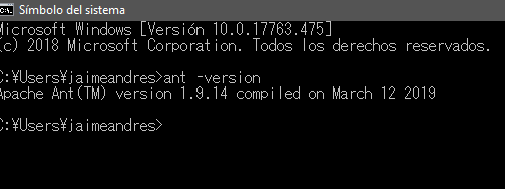 Símbolo del sistema
Microsoft Windows [Versión 10.0.17763.475]
(c) 2018 Microsoft Corporation. Todos los derechos reservados.
C:¥Users¥jaimeandres>ant -version
Apache Ant(TM) version 1.9.14 compiled on March 12 2019
C:¥Users¥jaimeandres>